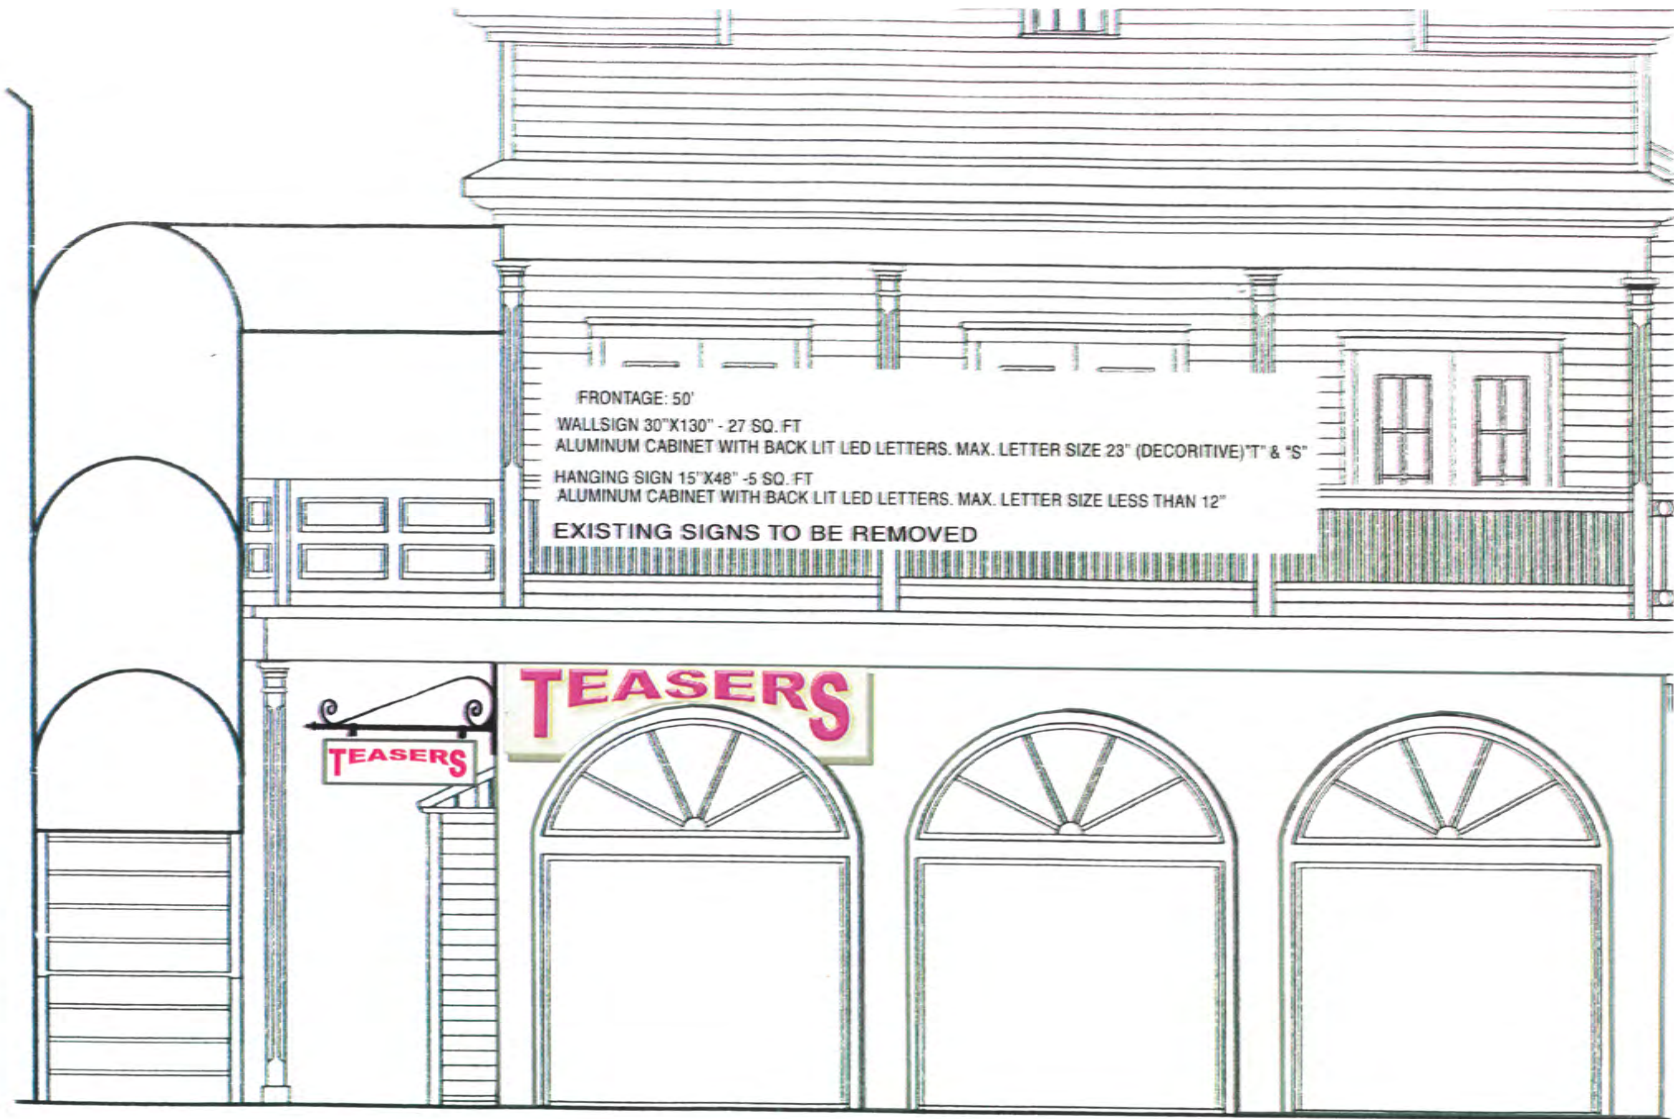 FRONTAGE: 50'
WALLSIGN 30"X130" - 27 SQ. FT
ALUMINUM CABINET WITH BACK LIT LED LETTERS. MAX. LETTER SIZE 23" (DECORITIVE)"T" & "S"
HANGING SIGN 15"X48" -5 SQ. FT
ALUMINUM CABINET WITH BACK LIT LED LETTERS. MAX. LETTER SIZE LESS THAN 12"
EXISTING SIGNS TO BE REMOVED
TEASERS
TEASERS